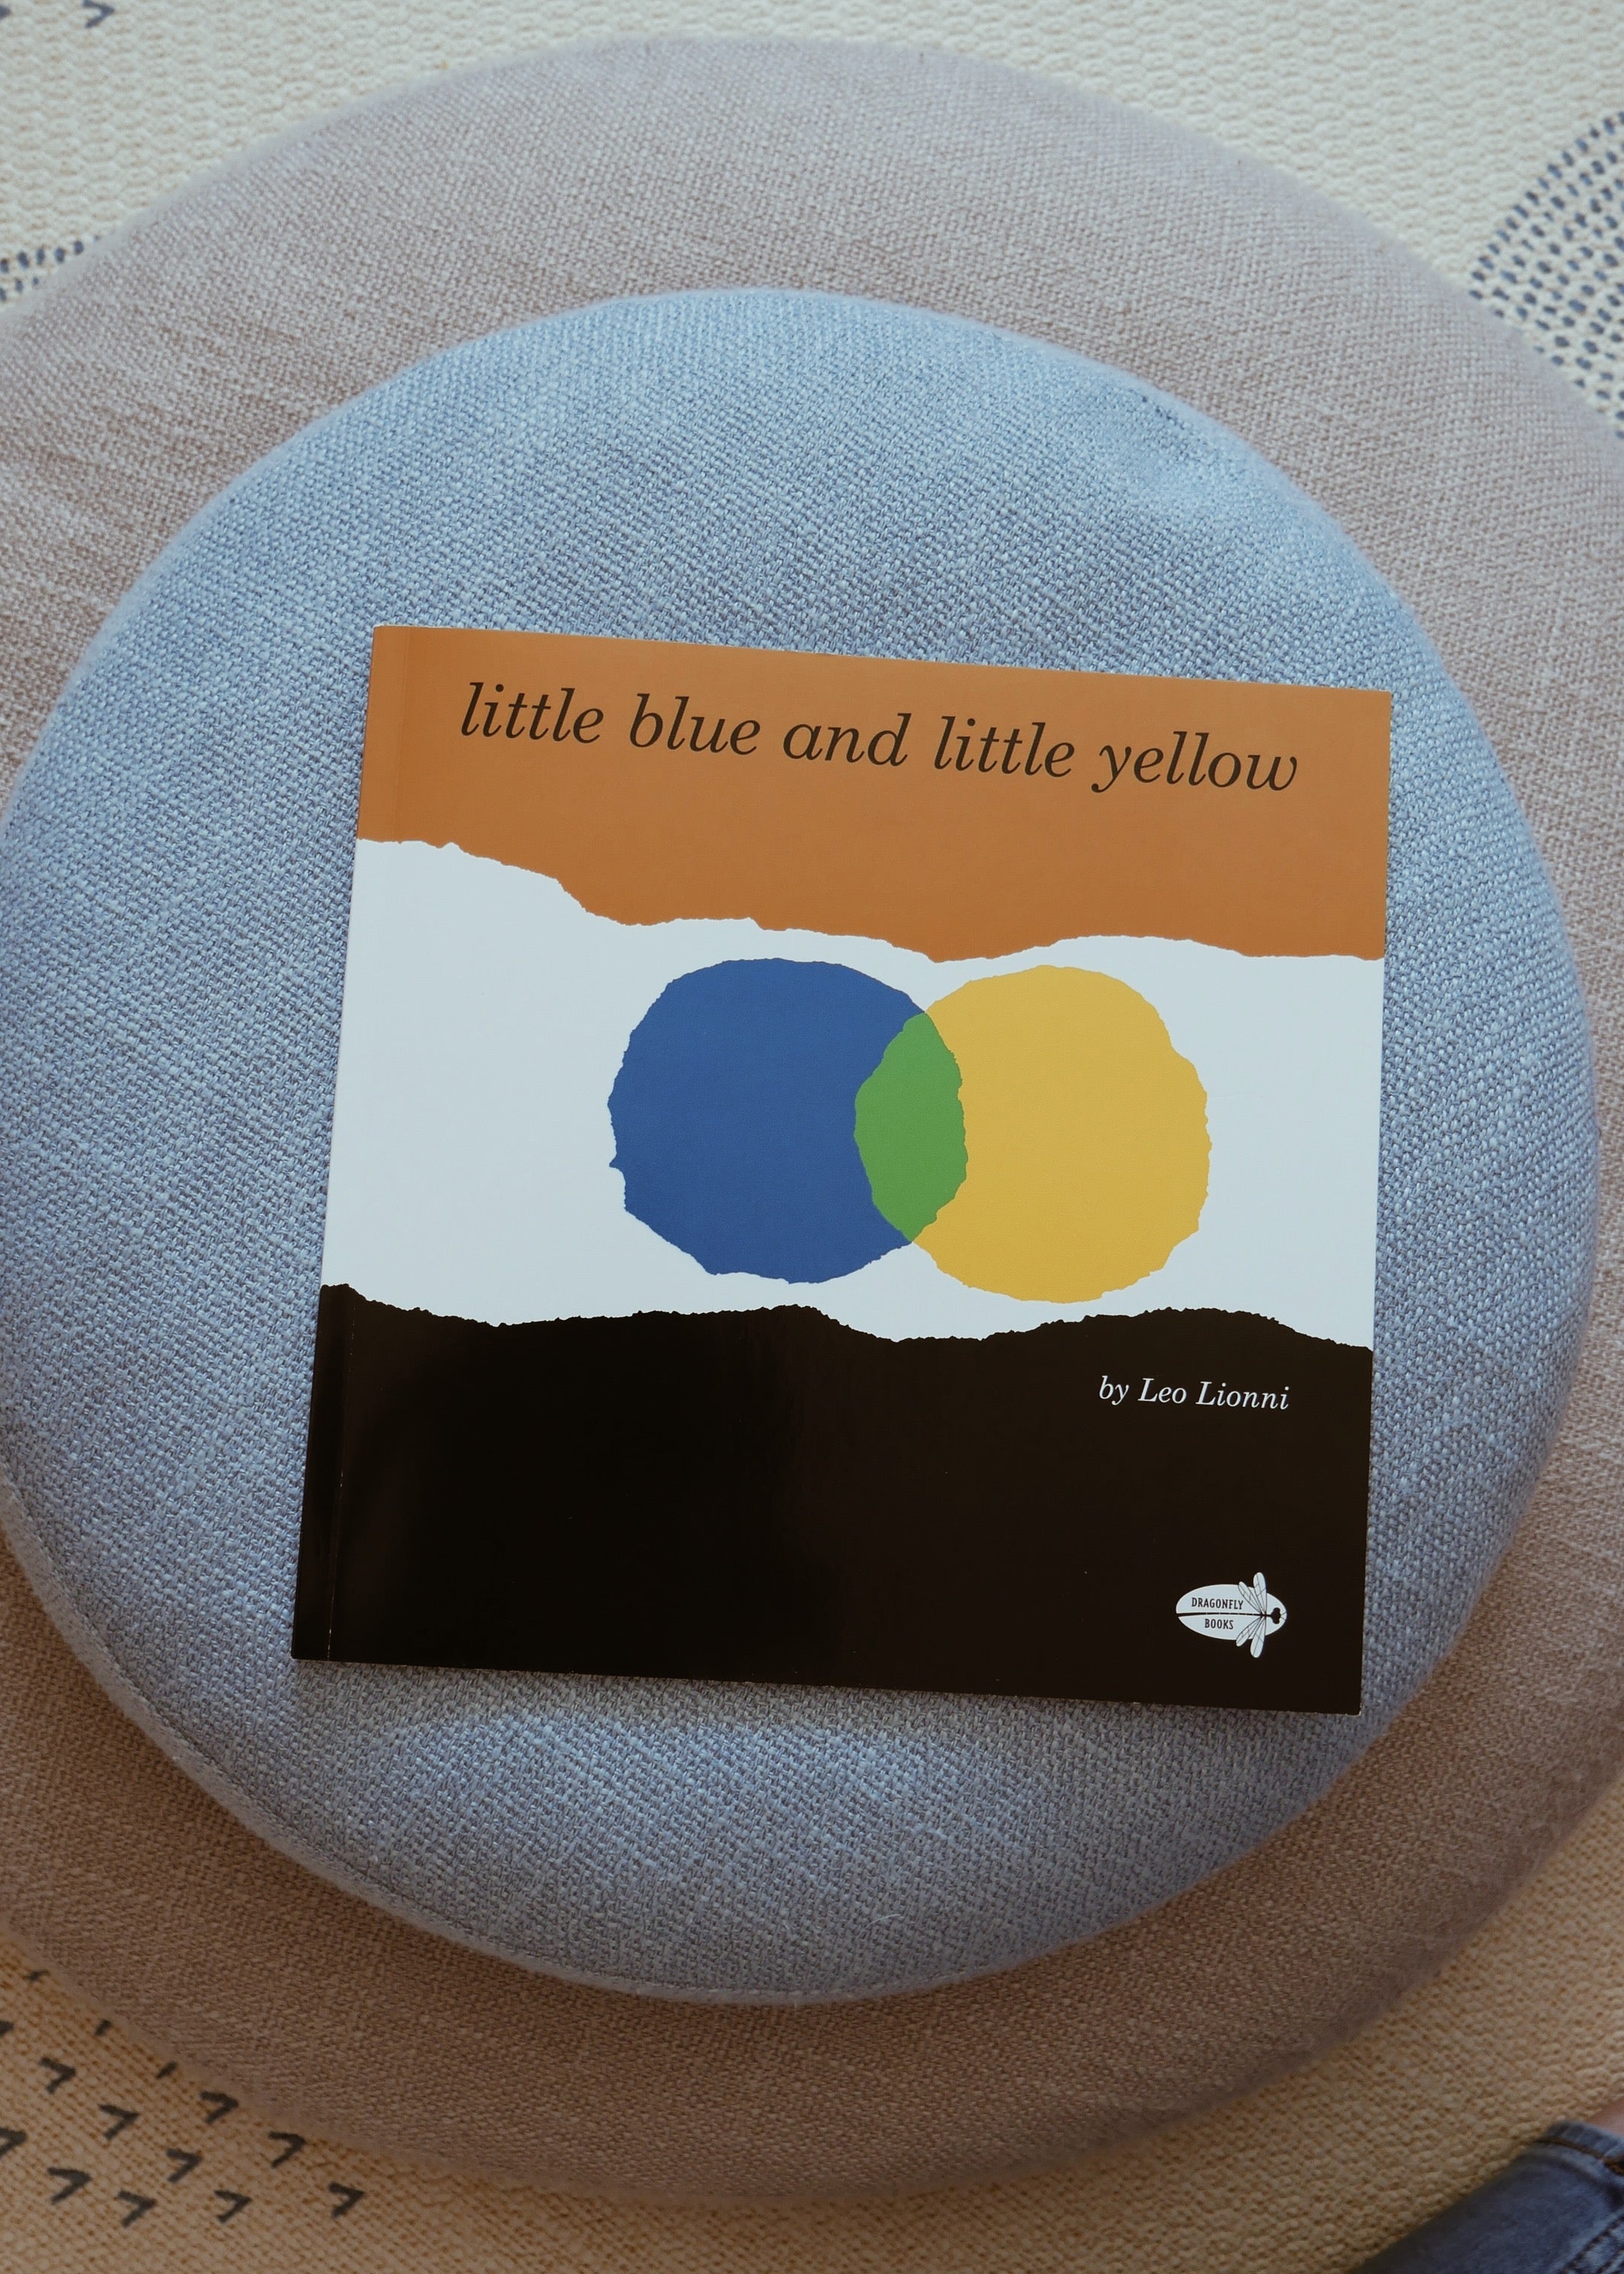 little blue and little yellow
by Leo Lionni
DRAGONFLY
BOOKS